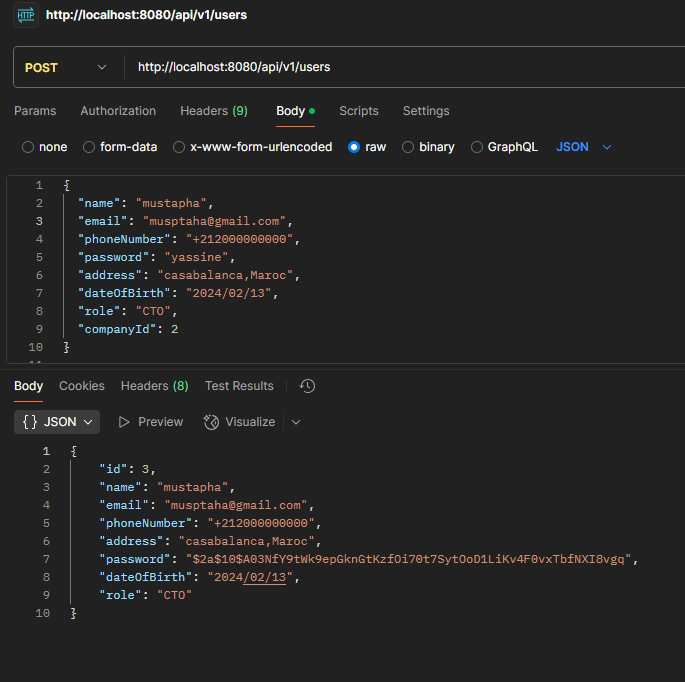 HTTP http://localhost:8080/api/v1/users
POST http://localhost:8080/api/v1/users
Params Authorization Headers (9) Body Scripts Settings
none form-data x-www-form-urlencoded raw binary GraphQL JSON
1 {
2 "name": "mustapha",
3 "email": "musptaha@gmail.com",
4 "phoneNumber": "+212000000000",
5 "password": "yassine",
6 "address": "casabalanca,Maroc",
7 "dateOfBirth": "2024/02/13",
8 "role": "CTO",
9 "companyId": 2
10 }
Body Cookies Headers (8) Test Results
{} JSON Preview Visualize
1 {
2 "id": 3,
3 "name": "mustapha",
4 "email": "musptaha@gmail.com",
5 "phoneNumber": "+212000000000",
6 "address": "casabalanca,Maroc",
7 "password": "$2a$10$A03NfY9tWk9epGknGtKzfOi70t7SytOoD1LiKv4F0vxTbfNXI8vgq",
8 "dateOfBirth": "2024/02/13",
9 "role": "CTO"
10 }